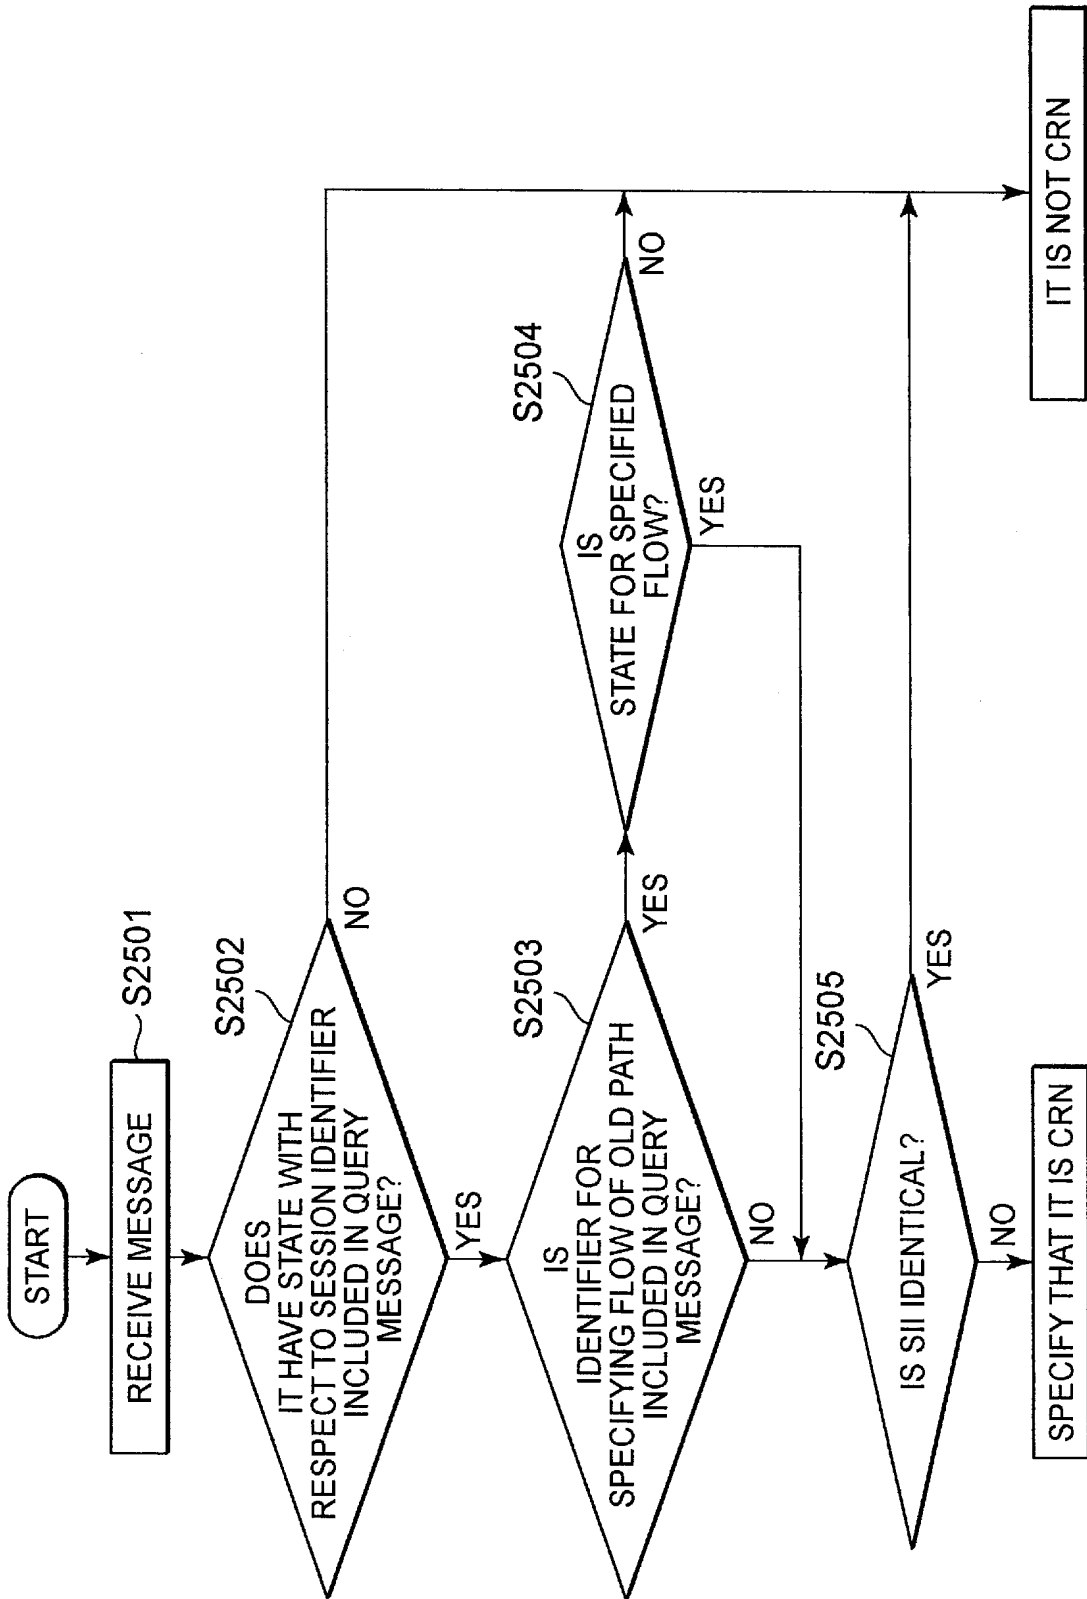 START
RECEIVE MESSAGE
S2501
DOES
IT HAVE STATE WITH
RESPECT TO SESSION IDENTIFIER
INCLUDED IN QUERY
MESSAGE?
S2502
NO
YES
IS
IDENTIFIER FOR
SPECIFYING FLOW OF OLD PATH
INCLUDED IN QUERY
MESSAGE?
S2503
YES
NO
IS
STATE FOR SPECIFIED
FLOW?
S2504
NO
YES
IS SII IDENTICAL?
S2505
YES
NO
SPECIFY THAT IT IS CRN
IT IS NOT CRN